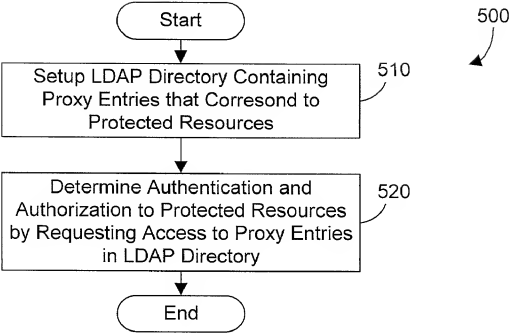 Start
500
Setup LDAP Directory Containing
Proxy Entries that Corresond to
Protected Resources
510
Determine Authentication and
Authorization to Protected Resources
by Requesting Access to Proxy Entries
in LDAP Directory
520
End